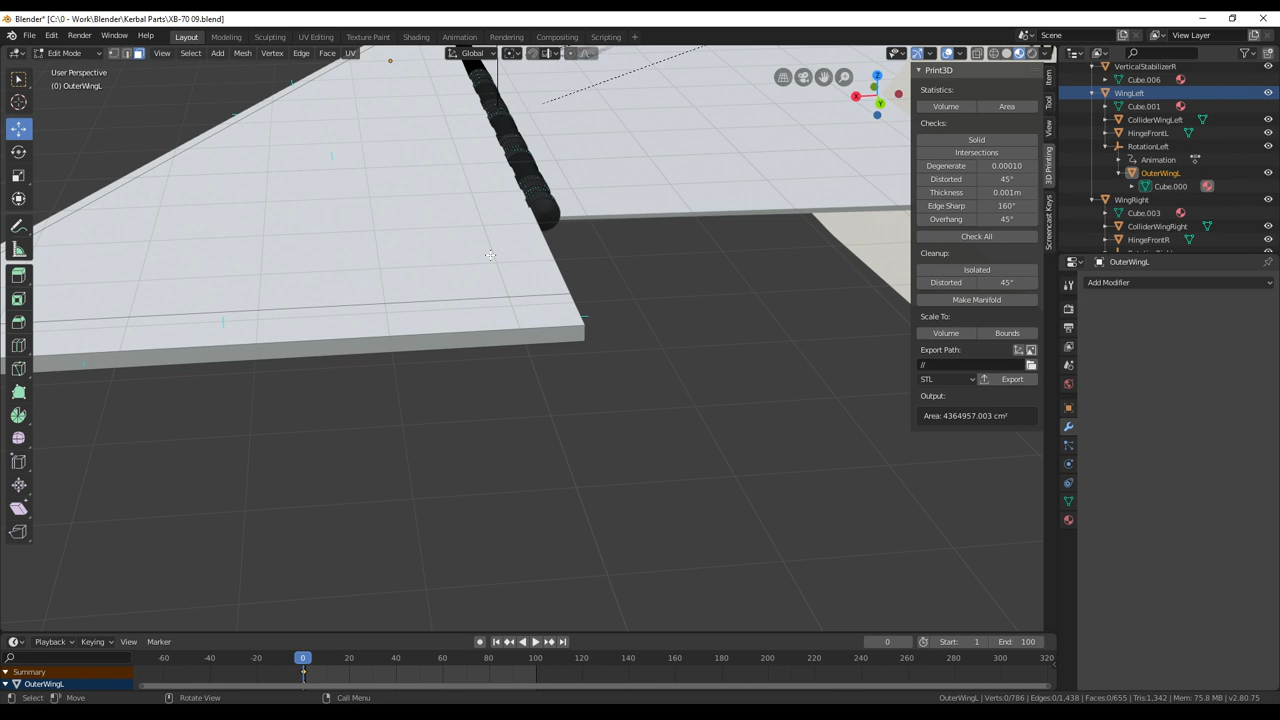 Blender* [C:\0 - Work\Blender\Kerbal Parts\XB-70 09.blend]
File Edit Render Window Help Layout Modeling Sculpting UV Editing Texture Paint Shading Animation Rendering Compositing Scripting + Scene View Layer
Edit Mode View Select Add Mesh Vertex Edge Face UV Global
User Perspective
(0) OuterWingL
Z
X
Y
Print3D
Statistics:
Volume Area
Checks:
Solid
Intersections
Degenerate 0.00010
Distorted 45°
Thickness 0.001m
Edge Sharp 160°
Overhang 45°
Check All
Cleanup:
Isolated
Distorted 45°
Make Manifold
Scale To:
Volume Bounds
Export Path:
//
STL Export
Output:
Area: 4364957.003 cm²
Item
Tool
View
3D Printing
Screencast Keys
VerticalStabilizerR
Cube.006
WingLeft
Cube.001
ColliderWingLeft
HingeFrontL
RotationLeft
Animation
OuterWingL
Cube.000
WingRight
Cube.003
ColliderWingRight
HingeFrontR
OuterWingL
Add Modifier
Playback Keying View Marker 0 Start: 1 End: 100
-60 -40 -20 0 20 40 60 80 100 120 140 160 180 200 220 240 260 280 300 320
Summary
OuterWingL
Select Move Rotate View Call Menu OuterWingL | Verts:0/786 | Edges:0/1,438 | Faces:0/655 | Tris:1,342 | Mem: 75.8 MB | v2.80.75